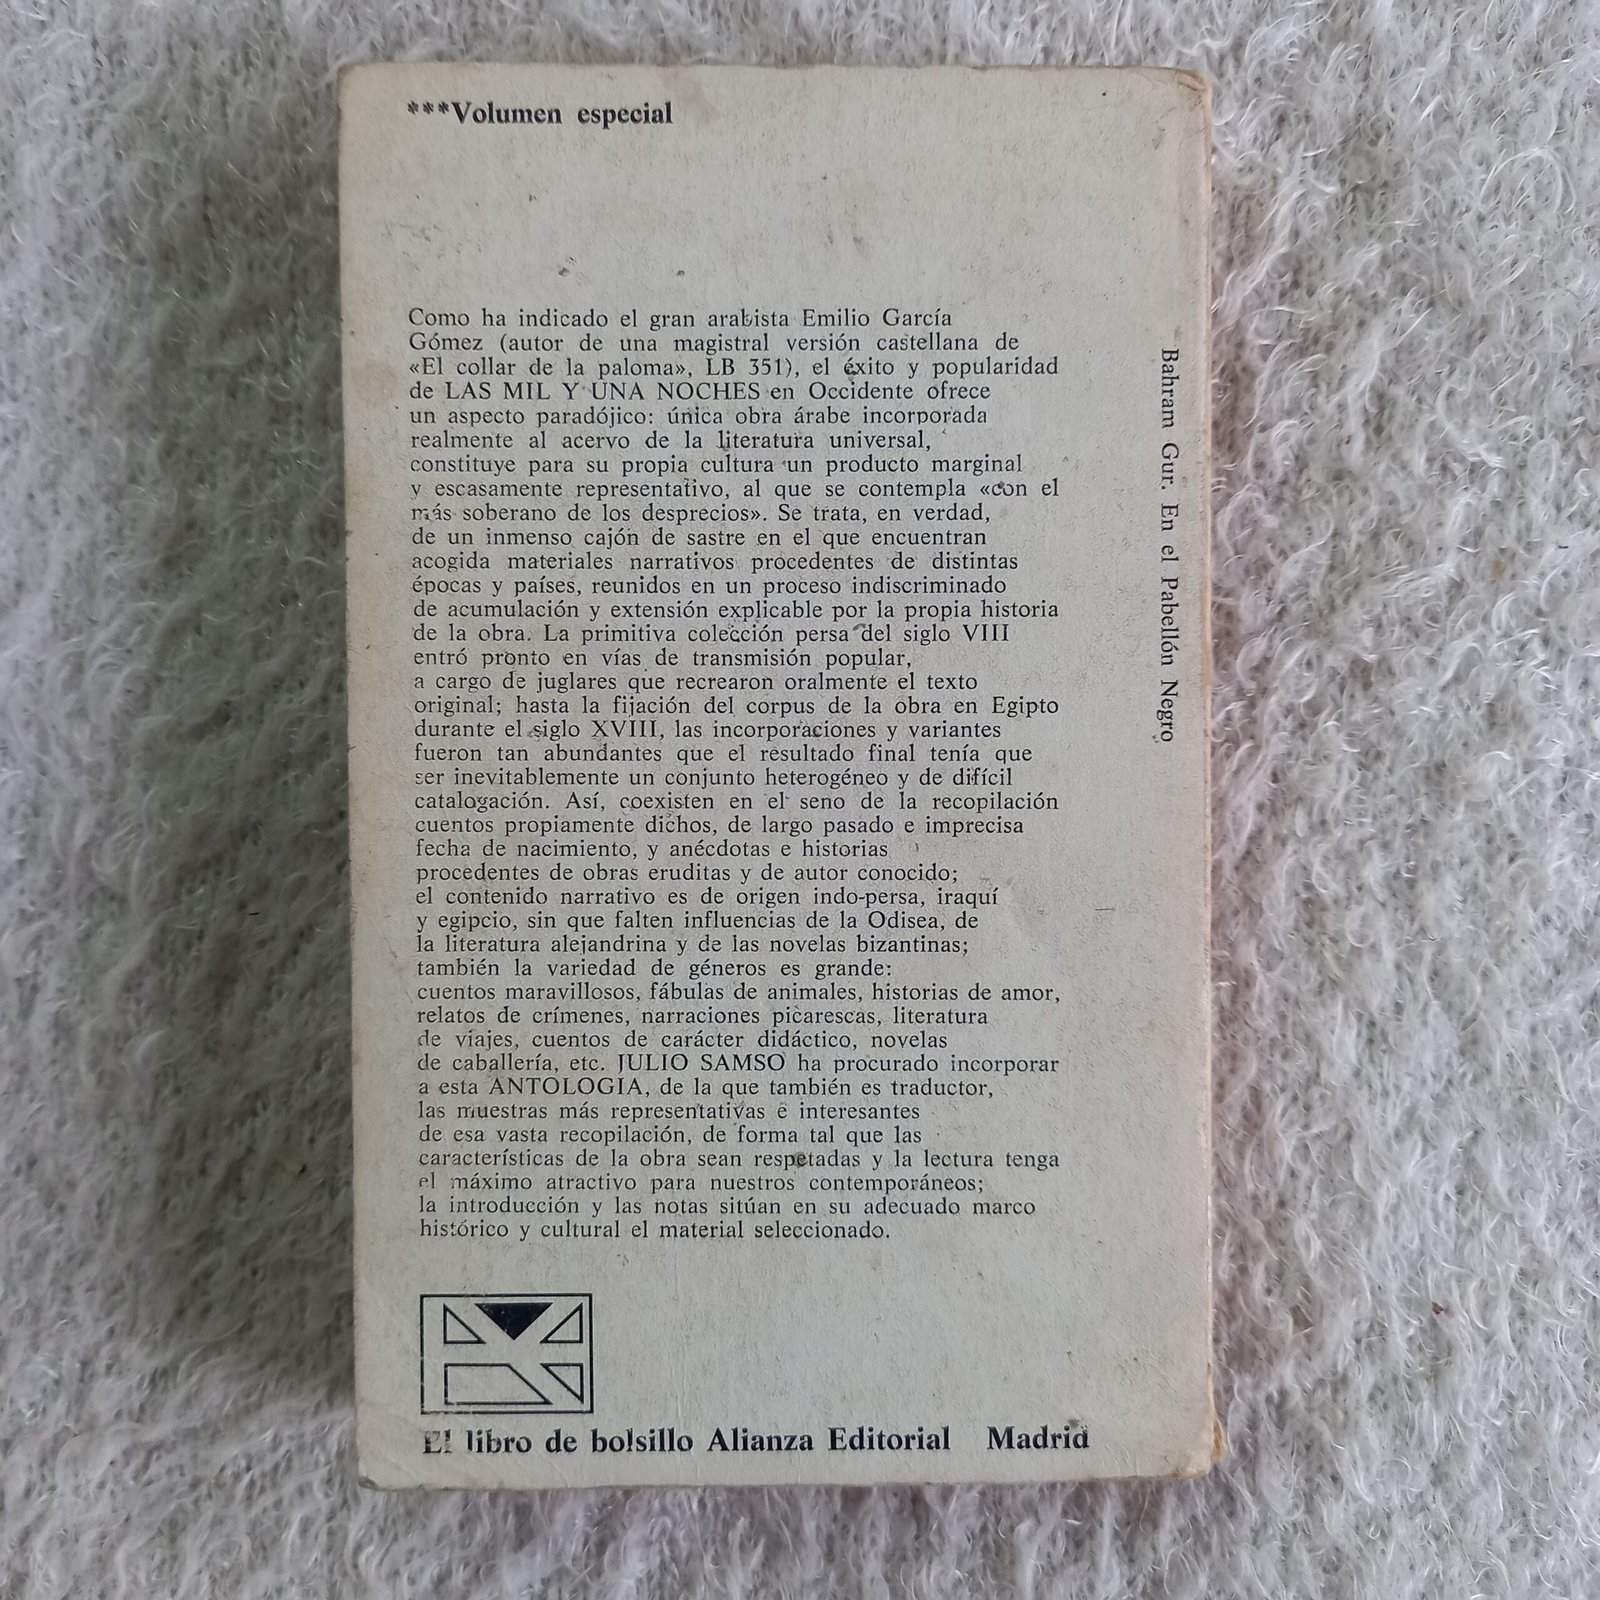 ***Volumen especial
Como ha indicado el gran arabista Emilio García
Gómez (autor de una magistral versión castellana de
«El collar de la paloma», LB 351), el éxito y popularidad
de LAS MIL Y UNA NOCHES en Occidente ofrece
un aspecto paradójico: única obra árabe incorporada
realmente al acervo de la literatura universal,
constituye para su propia cultura un producto marginal
y escasamente representativo, al que se contempla «con el
más soberano de los desprecios». Se trata, en verdad,
de un inmenso cajón de sastre en el que encuentran
acogida materiales narrativos procedentes de distintas
épocas y países, reunidos en un proceso indiscriminado
de acumulación y extensión explicable por la propia historia
de la obra. La primitiva colección persa del siglo VIII
entró pronto en vías de transmisión popular,
a cargo de juglares que recrearon oralmente el texto
original; hasta la fijación del corpus de la obra en Egipto
durante el siglo XVIII, las incorporaciones y variantes
fueron tan abundantes que el resultado final tenía que
ser inevitablemente un conjunto heterogéneo y de difícil
catalogación. Así, coexisten en el seno de la recopilación
cuentos propiamente dichos, de largo pasado e imprecisa
fecha de nacimiento, y anécdotas e historias
procedentes de obras eruditas y de autor conocido;
el contenido narrativo es de origen indo-persa, iraquí
y egipcio, sin que falten influencias de la Odisea, de
la literatura alejandrina y de las novelas bizantinas;
también la variedad de géneros es grande:
cuentos maravillosos, fábulas de animales, historias de amor,
relatos de crímenes, narraciones picarescas, literatura
de viajes, cuentos de carácter didáctico, novelas
de caballería, etc. JULIO SAMSO ha procurado incorporar
a esta ANTOLOGIA, de la que también es traductor,
las muestras más representativas e interesantes
de esa vasta recopilación, de forma tal que las
características de la obra sean respetadas y la lectura tenga
el máximo atractivo para nuestros contemporáneos;
la introducción y las notas sitúan en su adecuado marco
histórico y cultural el material seleccionado.
El libro de bolsillo Alianza Editorial Madrid
Bahram Gur. En el Pabellón Negro